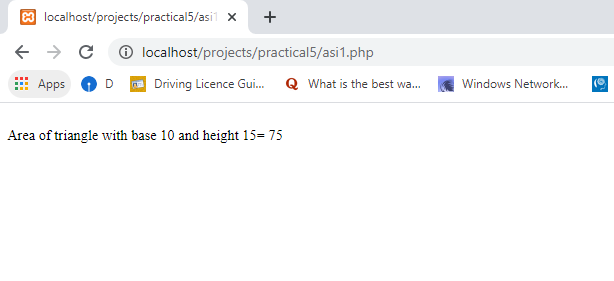 localhost/projects/practical5/asi1
localhost/projects/practical5/asi1.php
Apps D Driving Licence Gui... What is the best wa... Windows Network...
Area of triangle with base 10 and height 15= 75